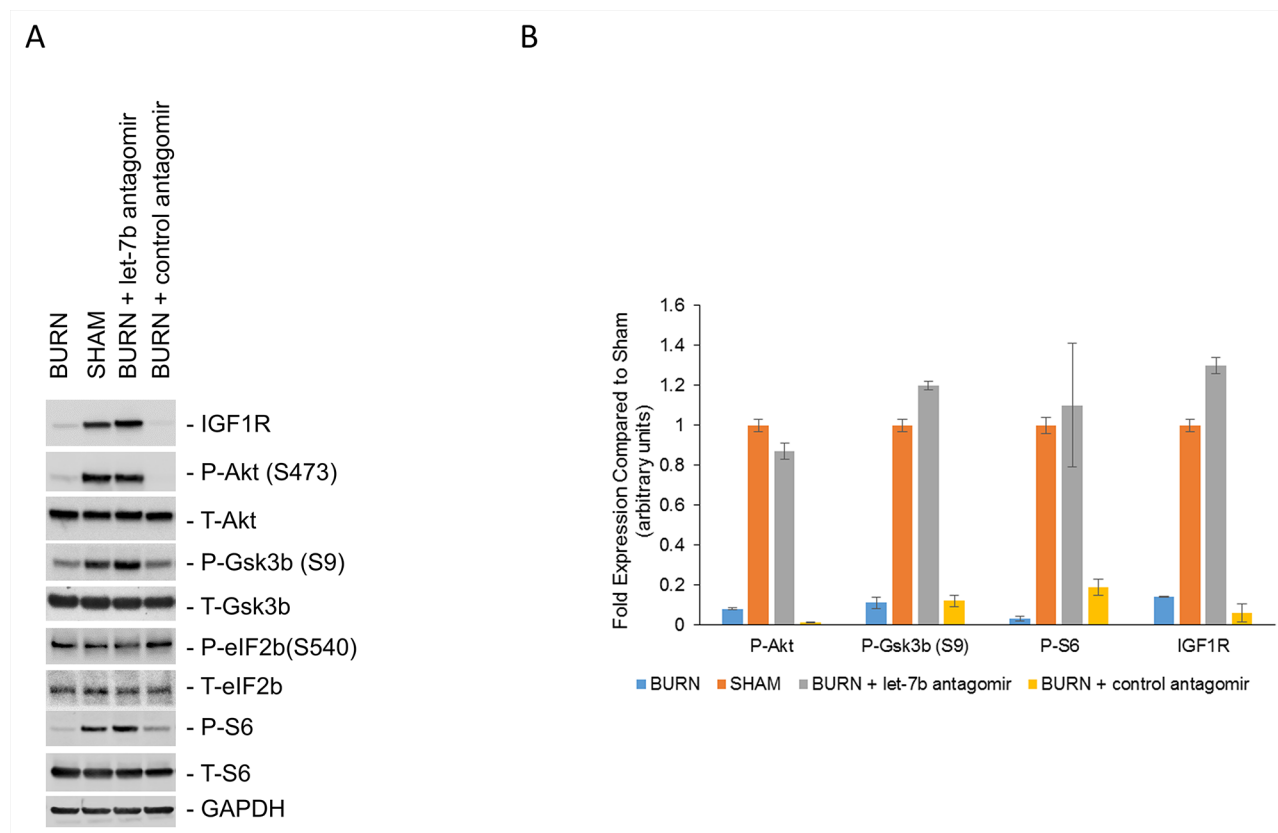 A
BURN
SHAM
BURN + let-7b antagomir
BURN + control antagomir
- IGF1R
- P-Akt (S473)
- T-Akt
- P-Gsk3b (S9)
- T-Gsk3b
- P-eIF2b(S540)
- T-eIF2b
- P-S6
- T-S6
- GAPDH
B
Fold Expression Compared to Sham
(arbitrary units)
1.6
1.4
1.2
1
0.8
0.6
0.4
0.2
0
P-Akt P-Gsk3b (S9) P-S6 IGF1R
BURN SHAM BURN + let-7b antagomir BURN + control antagomir